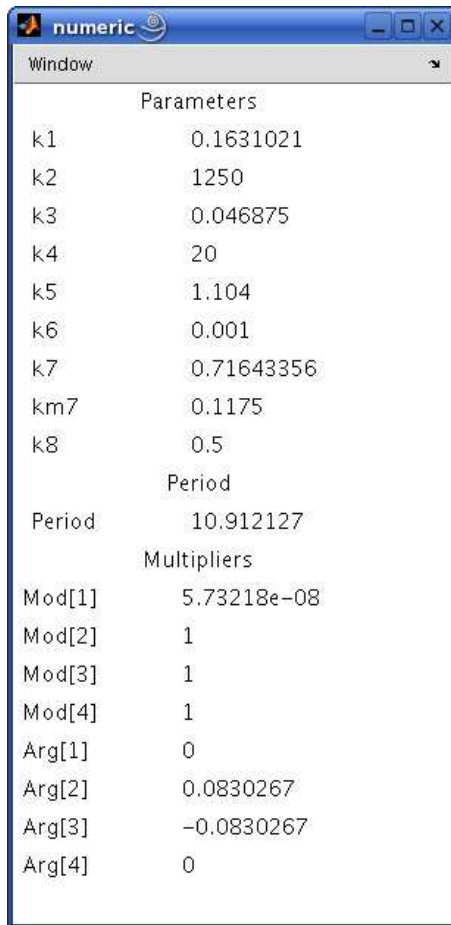 numeric
Window
Parameters
k1 0.1631021
k2 1250
k3 0.046875
k4 20
k5 1.104
k6 0.001
k7 0.71643356
km7 0.1175
k8 0.5
Period
Period 10.912127
Multipliers
Mod[1] 5.73218e-08
Mod[2] 1
Mod[3] 1
Mod[4] 1
Arg[1] 0
Arg[2] 0.0830267
Arg[3] -0.0830267
Arg[4] 0